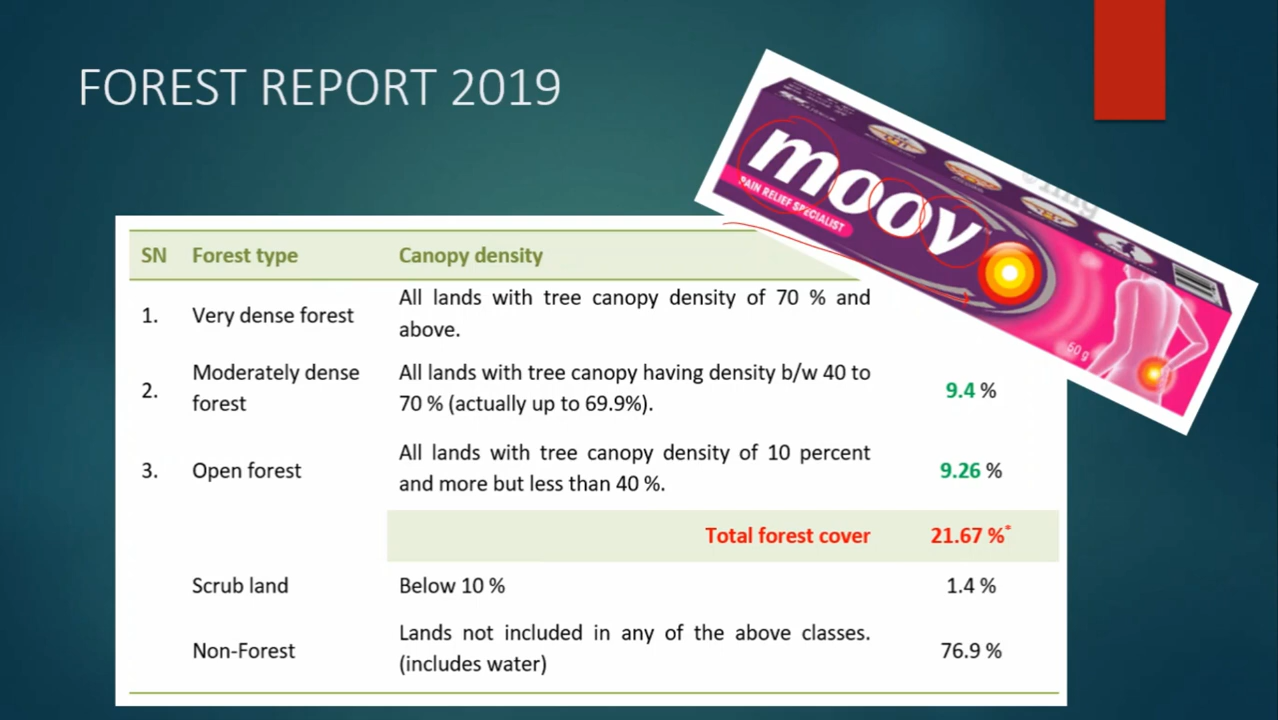 FOREST REPORT 2019
moov
PAIN RELIEF SPECIALIST
50 g
SN Forest type Canopy density
1. Very dense forest All lands with tree canopy density of 70 % and
above.
2. Moderately dense
forest All lands with tree canopy having density b/w 40 to
70 % (actually up to 69.9%). 9.4 %
3. Open forest All lands with tree canopy density of 10 percent
and more but less than 40 %. 9.26 %
Total forest cover 21.67 %*
Scrub land Below 10 % 1.4 %
Non-Forest Lands not included in any of the above classes.
(includes water) 76.9 %